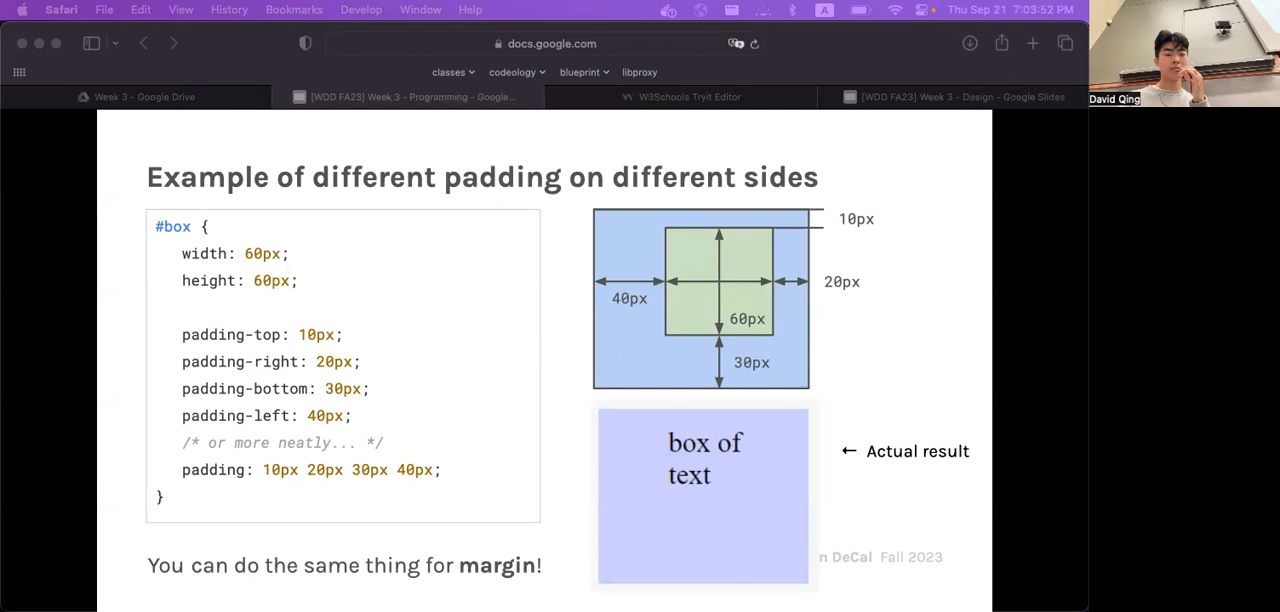 Safari File Edit View History Bookmarks Develop Window Help A Thu Sep 21 7:03:52 PM
docs.google.com
classes codeology blueprint libproxy
Week 3 - Google Drive
[WDD FA23] Week 3 - Programming - Google...
W3Schools Tryit Editor
[WDD FA23] Week 3 - Design - Google Slides
David Qing
Example of different padding on different sides
#box {
width: 60px;
height: 60px;
padding-top: 10px;
padding-right: 20px;
padding-bottom: 30px;
padding-left: 40px;
/* or more neatly... */
padding: 10px 20px 30px 40px;
}
10px
20px
40px
60px
30px
box of
text
← Actual result
You can do the same thing for margin!
n DeCal Fall 2023